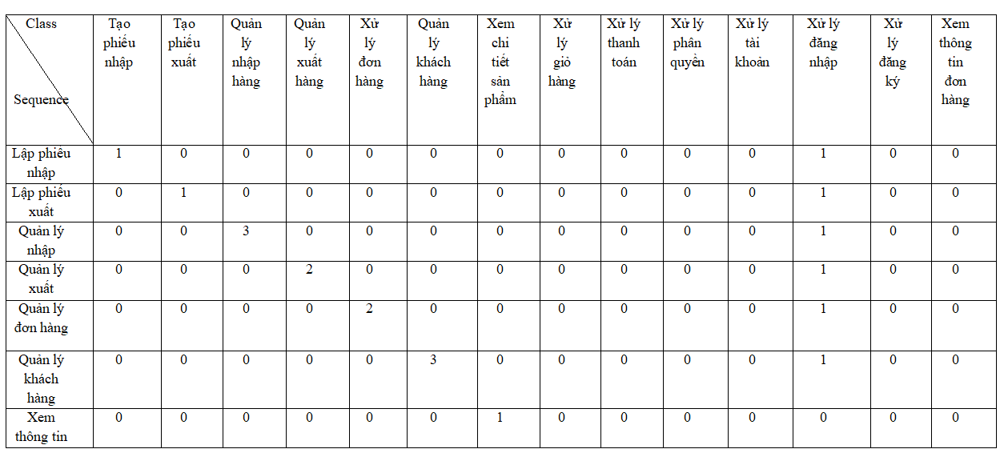 Class
Sequence
Tạo
phiếu
nhập
Tạo
phiếu
xuất
Quản
lý
nhập
hàng
Quản
lý
xuất
hàng
Xử
lý
đơn
hàng
Quản
lý
khách
hàng
Xem
chi
tiết
sản
phẩm
Xử
lý
giỏ
hàng
Xử lý
thanh
toán
Xử lý
phân
quyền
Xử lý
tài
khoản
Xử lý
đăng
nhập
Xử
lý
đăng
ký
Xem
thông
tin
đơn
hàng
Lập phiếu
nhập
1 0 0 0 0 0 0 0 0 0 0 1 0 0
Lập phiếu
xuất
0 1 0 0 0 0 0 0 0 0 0 1 0 0
Quản lý
nhập
0 0 3 0 0 0 0 0 0 0 0 1 0 0
Quản lý
xuất
0 0 0 2 0 0 0 0 0 0 0 1 0 0
Quản lý
đơn hàng
0 0 0 0 2 0 0 0 0 0 0 1 0 0
Quản lý
khách
hàng
0 0 0 0 0 3 0 0 0 0 0 1 0 0
Xem
thông tin
0 0 0 0 0 0 1 0 0 0 0 0 0 0